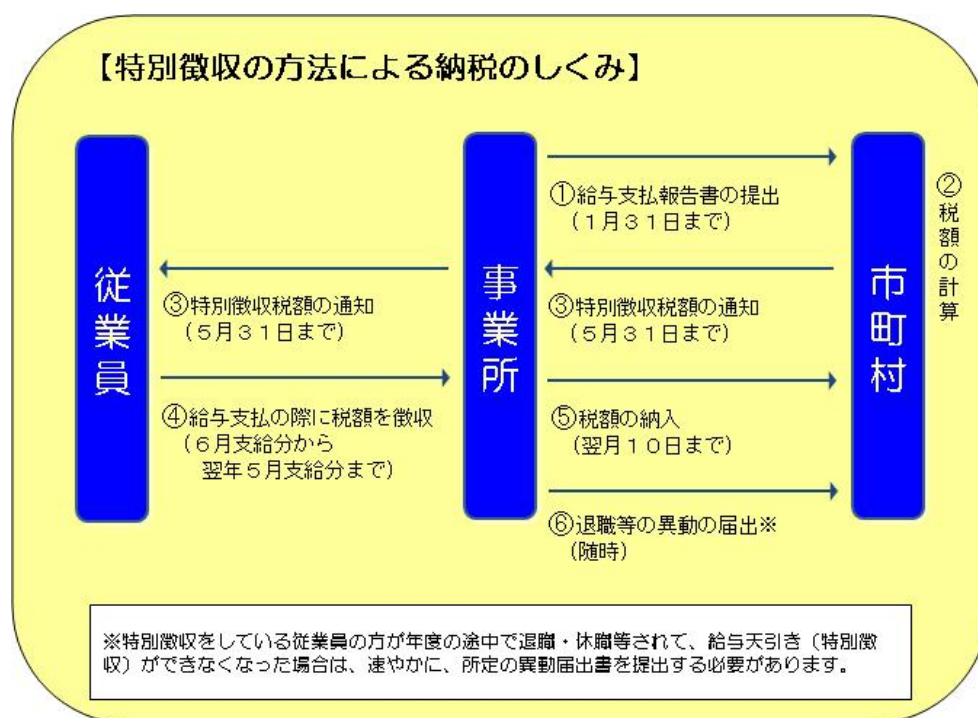 【特別徴収の方法による納税のしくみ】
従業員
事業所
市町村
①給与支払報告書の提出
(1月31日まで)
②税額の計算
③特別徴収税額の通知
(5月31日まで)
③特別徴収税額の通知
(5月31日まで)
④給与支払の際に税額を徴収
(6月支給分から
翌年5月支給分まで)
⑤税額の納入
(翌月10日まで)
⑥退職等の異動の届出※
(随時)
※特別徴収をしている従業員の方が年度の途中で退職・休職等されて、給与天引き（特別徴
収）ができなくなった場合は、速やかに、所定の異動届出書を提出する必要があります。